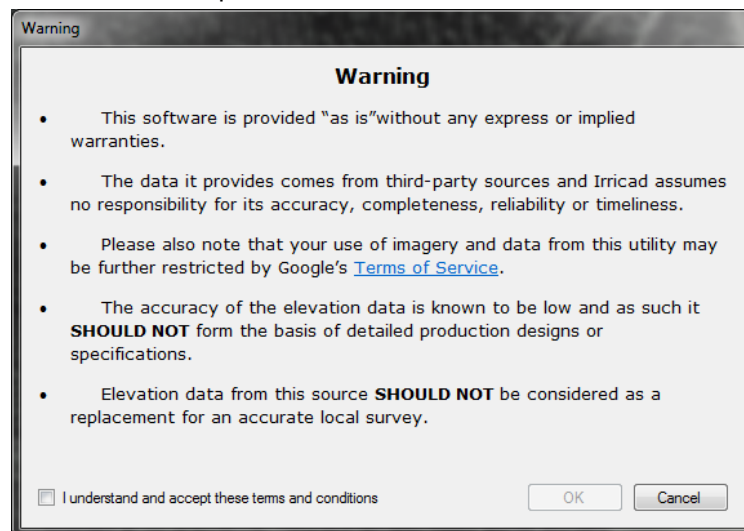 Warning
Warning
• This software is provided “as is”without any express or implied
warranties.
• The data it provides comes from third-party sources and Irricad assumes
no responsibility for its accuracy, completeness, reliability or timeliness.
• Please also note that your use of imagery and data from this utility may
be further restricted by Google's Terms of Service.
• The accuracy of the elevation data is known to be low and as such it
SHOULD NOT form the basis of detailed production designs or
specifications.
• Elevation data from this source SHOULD NOT be considered as a
replacement for an accurate local survey.
I understand and accept these terms and conditions OK Cancel